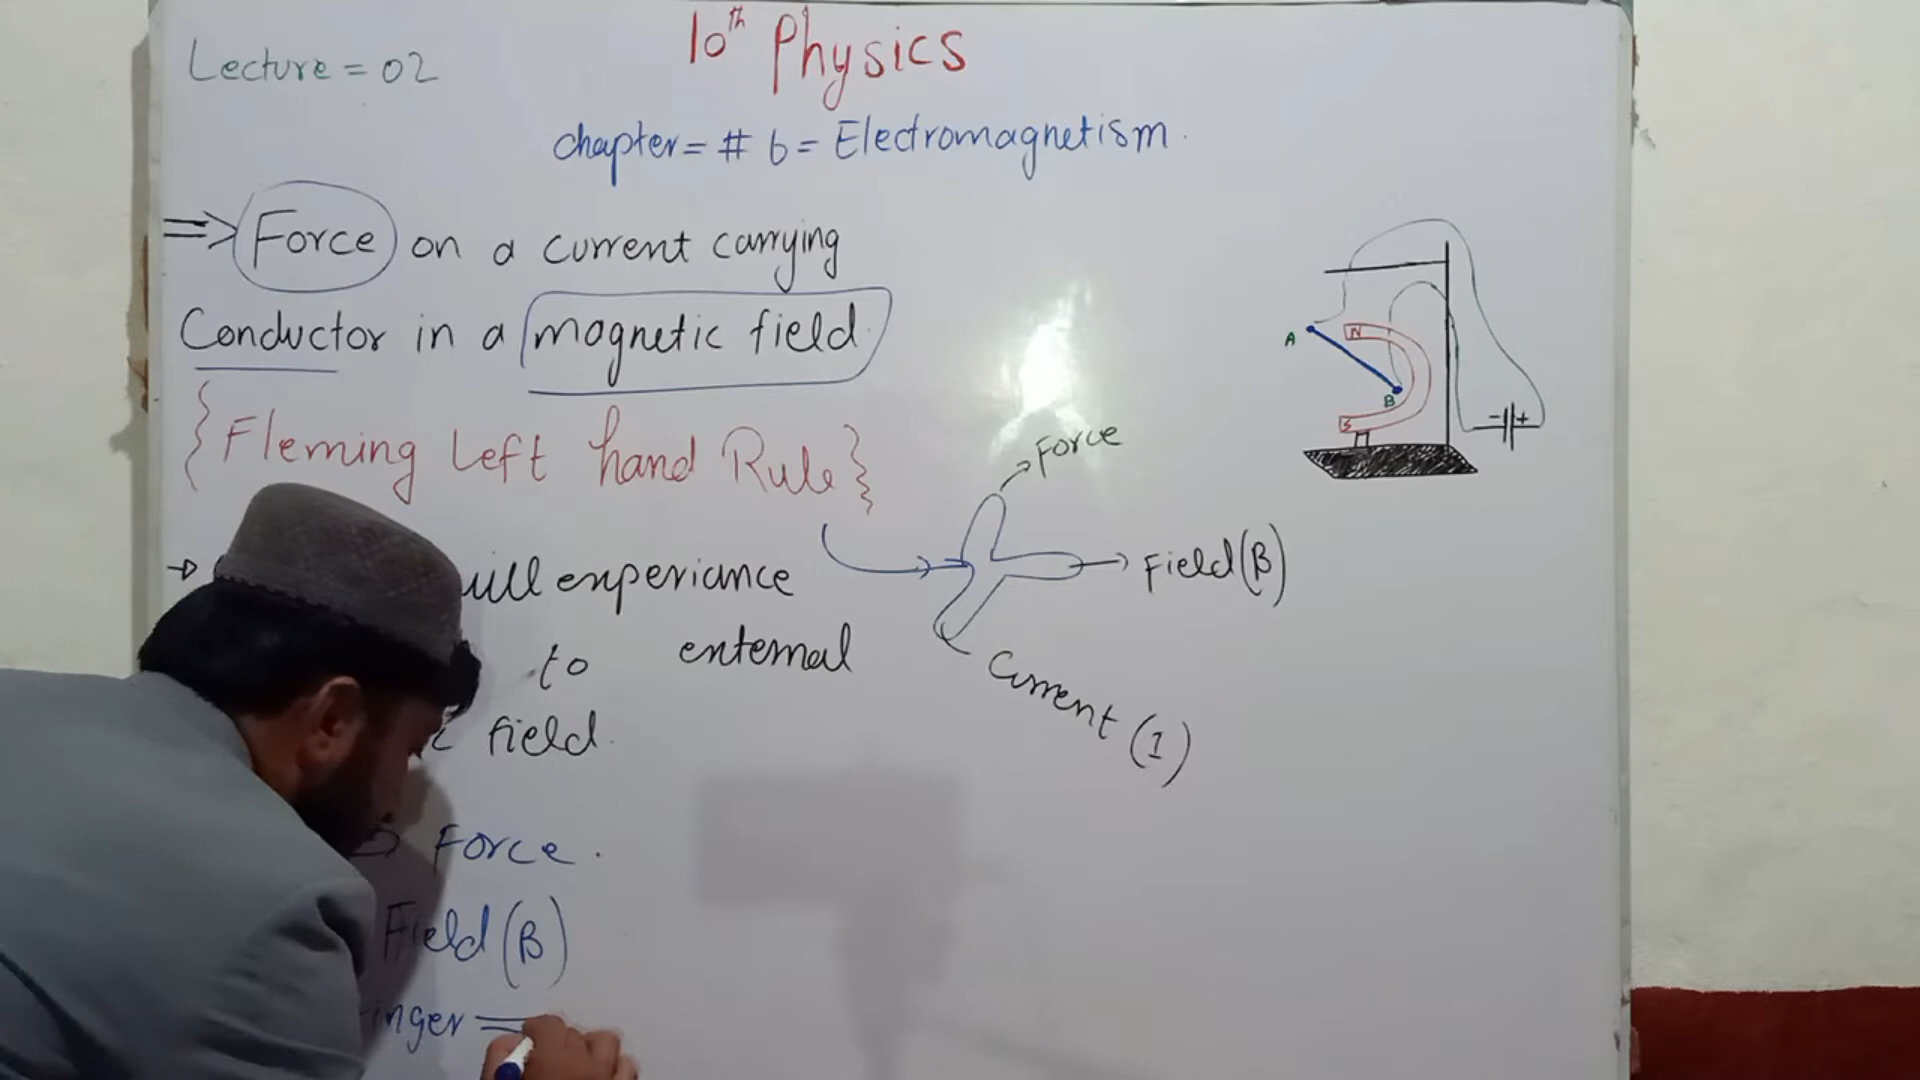 Lecture = 02
10th Physics
chapter = # 6 = Electromagnetism.
=> Force on a current carrying
Conductor in a magnetic field.
{Fleming Left hand Rule}
will experiance
to external
field.
Force.
Field (B)
inger =
Force
Field (B)
Current (I)
A
N
B
S
- +